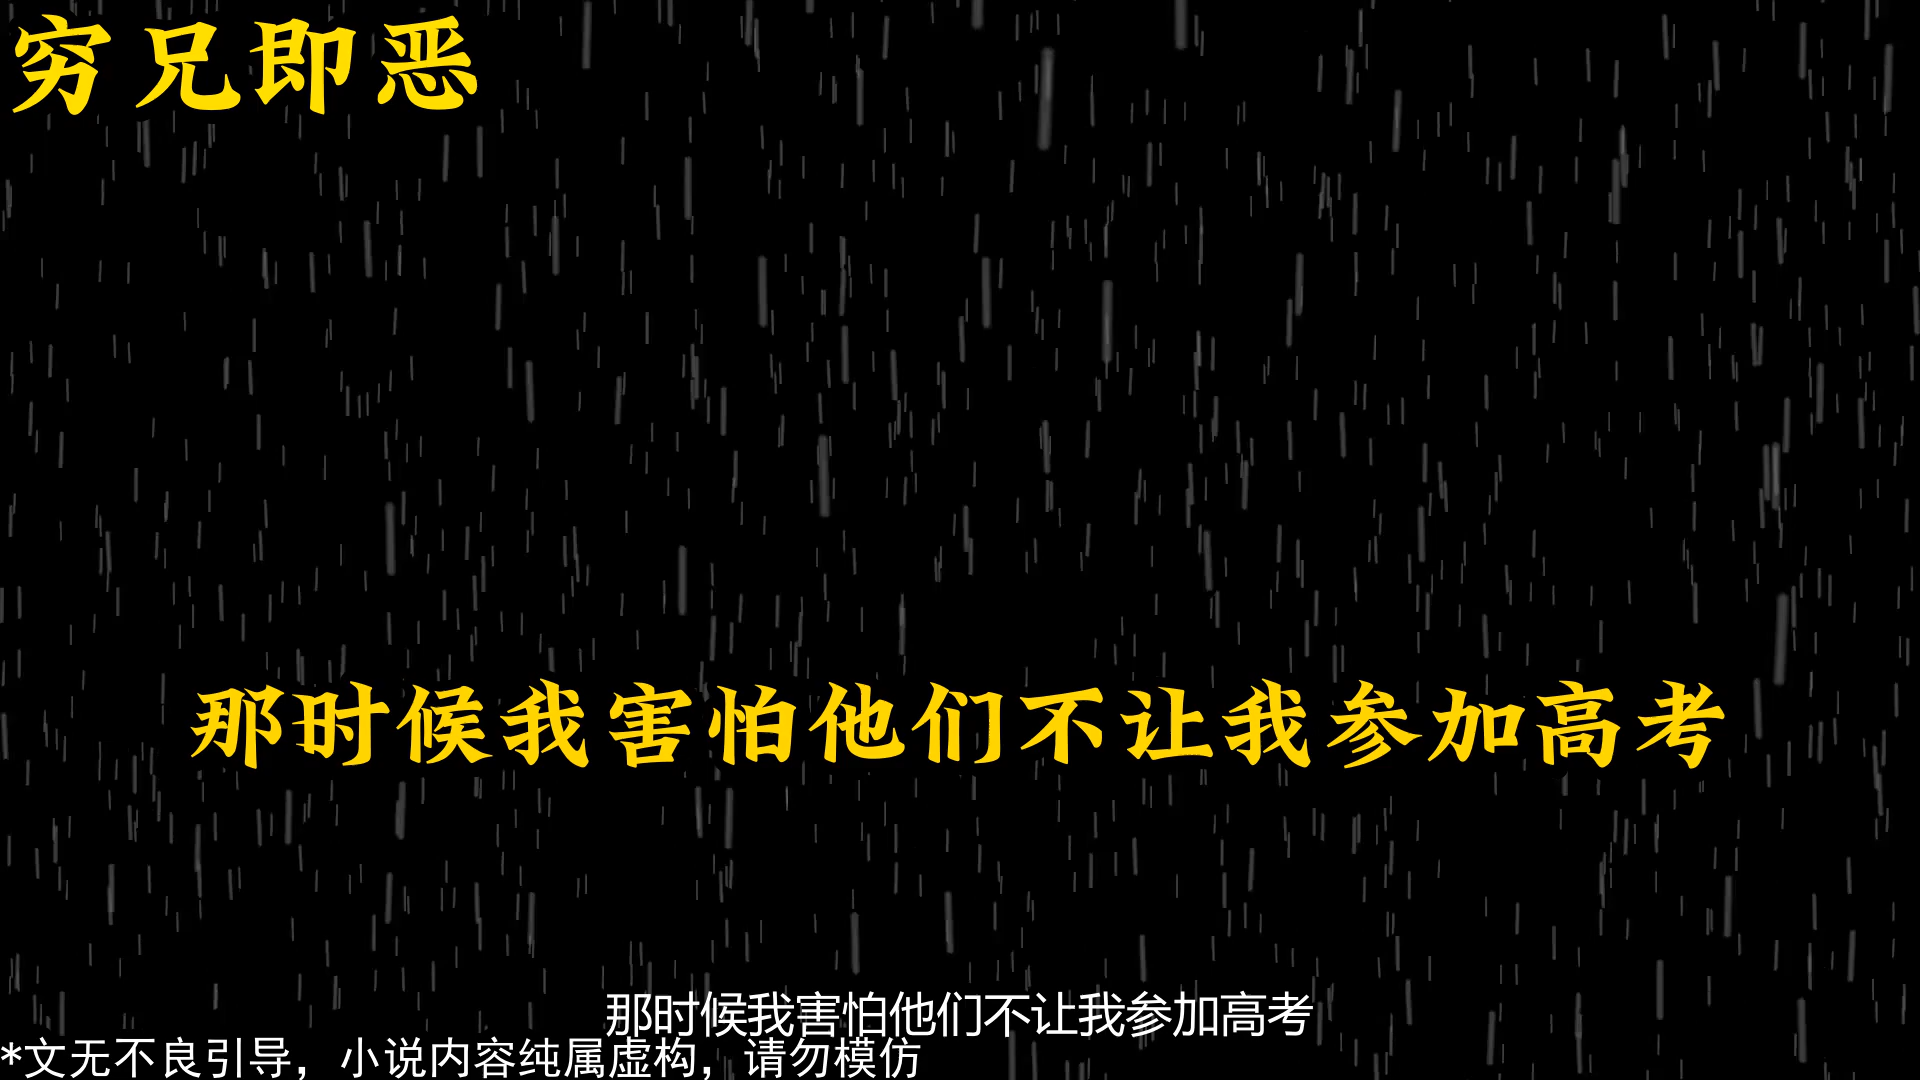 穷兄即恶
那时候我害怕他们不让我参加高考
那时候我害怕他们不让我参加高考
*文无不良引导，小说内容纯属虚构，请勿模仿